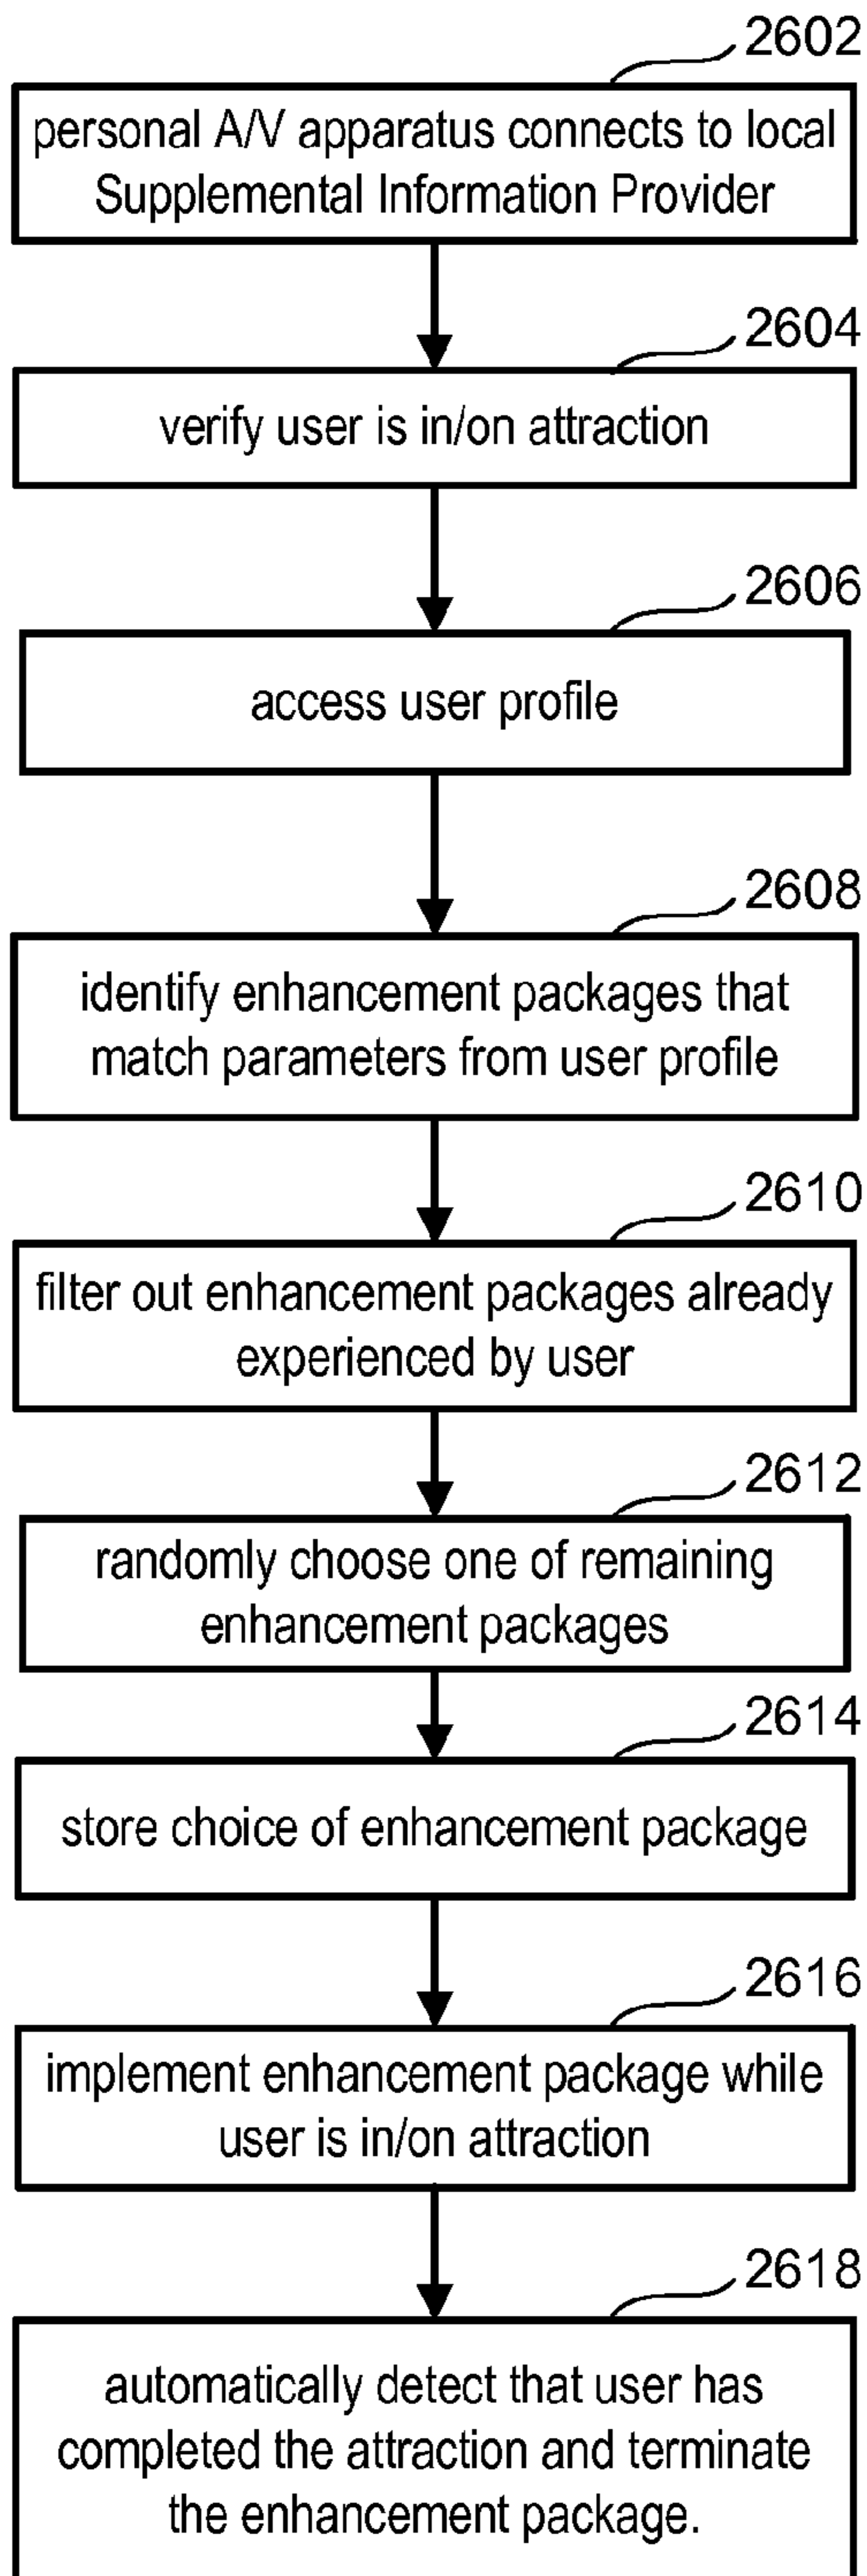 2602
personal A/V apparatus connects to local
Supplemental Information Provider
2604
verify user is in/on attraction
2606
access user profile
2608
identify enhancement packages that
match parameters from user profile
2610
filter out enhancement packages already
experienced by user
2612
randomly choose one of remaining
enhancement packages
2614
store choice of enhancement package
2616
implement enhancement package while
user is in/on attraction
2618
automatically detect that user has
completed the attraction and terminate
the enhancement package.